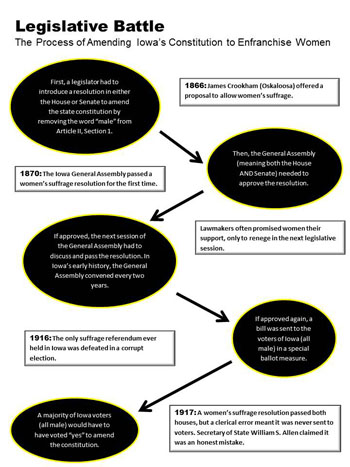 Legislative Battle
The Process of Amending Iowa's Constitution to Enfranchise Women
First, a legislator had to
introduce a resolution in either
the House or Senate to amend
the state constitution by
removing the word "male" from
Article II, Section 1.
1866: James Crookham (Oskaloosa) offered a
proposal to allow women's suffrage.
Then, the General Assembly
(meaning both the House
AND Senate) needed to
approve the resolution.
1870: The Iowa General Assembly passed a
women's suffrage resolution for the first time.
If approved, the next session of
the General Assembly had to
discuss and pass the resolution. In
Iowa's early history, the General
Assembly convened every two
years.
Lawmakers often promised women their
support, only to renege in the next legislative
session.
If approved again, a
bill was sent to the
voters of Iowa (all
male) in a special
ballot measure.
1916: The only suffrage referendum ever
held in Iowa was defeated in a corrupt
election.
A majority of Iowa voters
(all male) would have to
have voted "yes" to amend
the constitution.
1917: A women's suffrage resolution passed both
houses, but a clerical error meant it was never sent to
voters. Secretary of State William S. Allen claimed it
was an honest mistake.